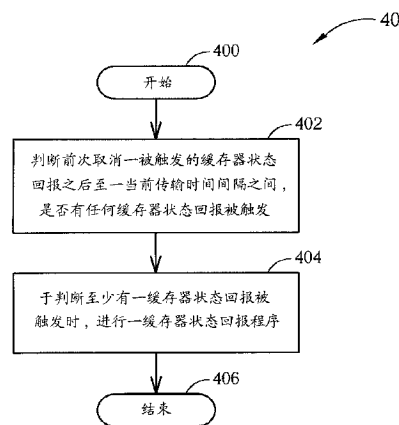 40
400
开始
402
判断前次取消一被触发的缓存器状态
回报之后至一当前传输时间间隔之间，
是否有任何缓存器状态回报被触发
404
于判断至少有一缓存器状态回报被
触发时，进行一缓存器状态回报程序
406
结束